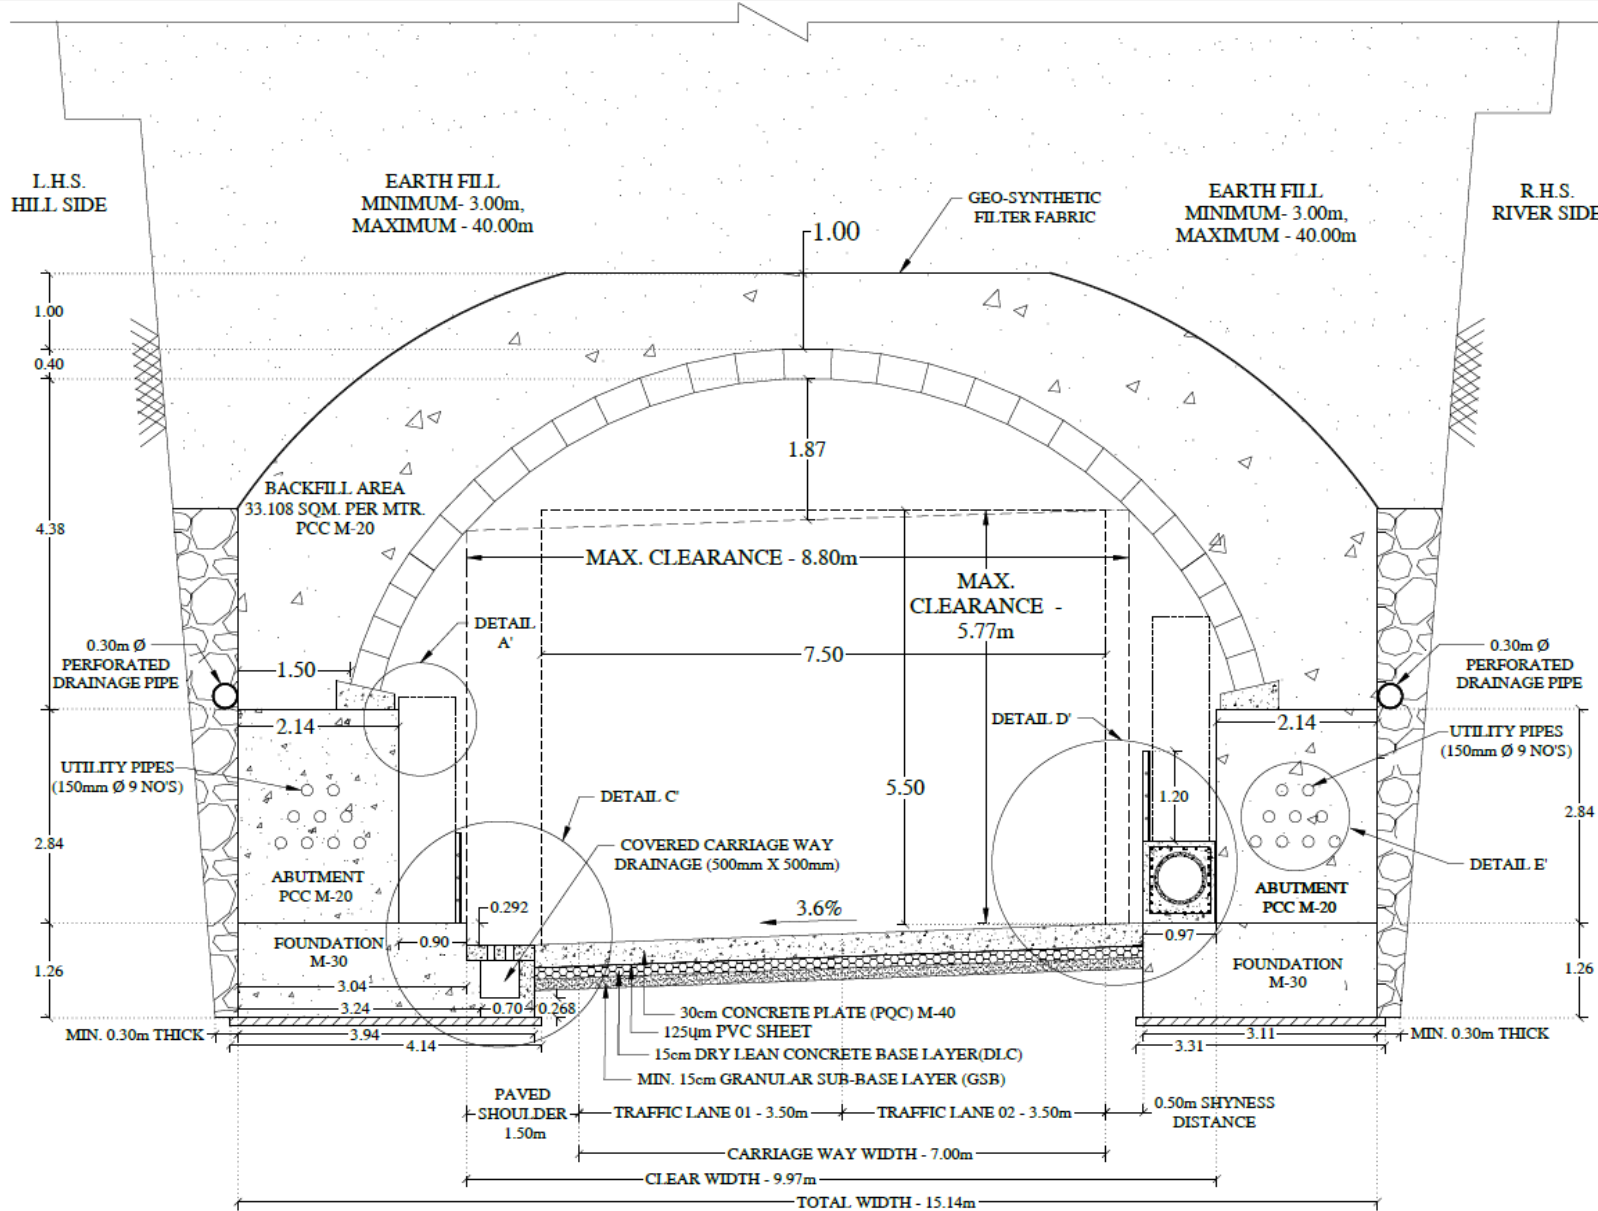 L.H.S.
HILL SIDE
EARTH FILL
MINIMUM- 3.00m,
MAXIMUM - 40.00m
GEO-SYNTHETIC
FILTER FABRIC
EARTH FILL
MINIMUM- 3.00m,
MAXIMUM - 40.00m
R.H.S.
RIVER SIDE
1.00
1.00
0.40
4.38
2.84
1.26
1.87
BACKFILL AREA
33.108 SQM. PER MTR.
PCC M-20
MAX. CLEARANCE - 8.80m
MAX.
CLEARANCE -
5.77m
7.50
5.50
DETAIL
A'
0.30m Ø
PERFORATED
DRAINAGE PIPE
1.50
2.14
UTILITY PIPES
(150mm Ø 9 NO'S)
ABUTMENT
PCC M-20
DETAIL C'
COVERED CARRIAGE WAY
DRAINAGE (500mm X 500mm)
DETAIL D'
1.20
0.30m Ø
PERFORATED
DRAINAGE PIPE
2.14
UTILITY PIPES
(150mm Ø 9 NO'S)
2.84
DETAIL E'
ABUTMENT
PCC M-20
3.6%
0.292
0.90
0.97
FOUNDATION
M-30
FOUNDATION
M-30
1.26
3.04
3.24
0.70
0.268
3.94
4.14
MIN. 0.30m THICK
30cm CONCRETE PLATE (PQC) M-40
125ųm PVC SHEET
15cm DRY LEAN CONCRETE BASE LAYER(DLC)
MIN. 15cm GRANULAR SUB-BASE LAYER (GSB)
3.11
3.31
MIN. 0.30m THICK
PAVED
SHOULDER
1.50m
TRAFFIC LANE 01 - 3.50m
TRAFFIC LANE 02 - 3.50m
0.50m SHYNESS
DISTANCE
CARRIAGE WAY WIDTH - 7.00m
CLEAR WIDTH - 9.97m
TOTAL WIDTH - 15.14m